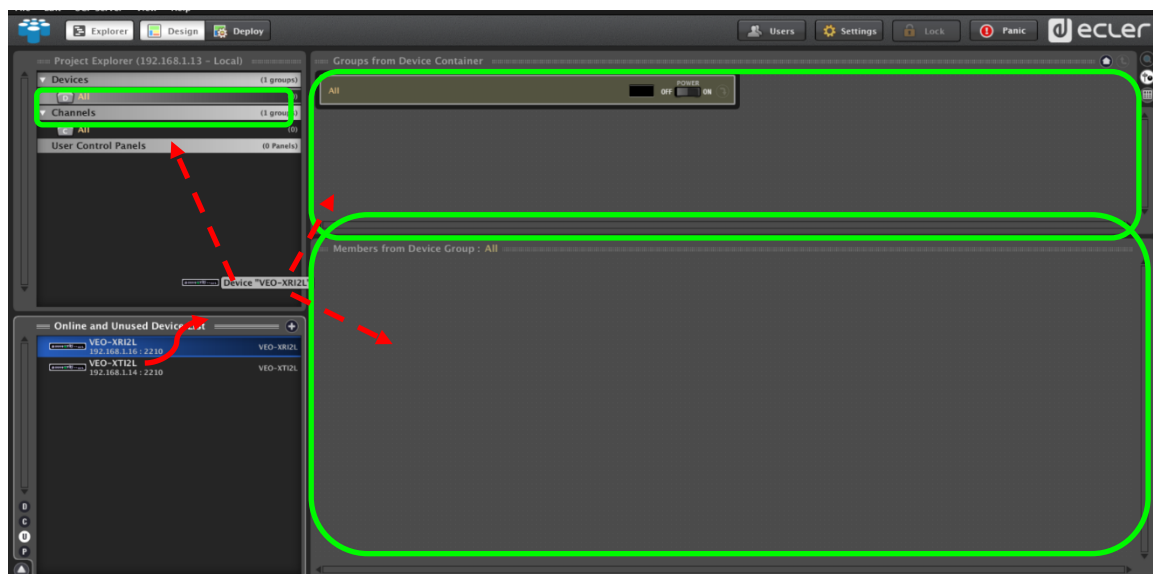 Explorer Design Deploy Users Settings Lock Panic ecler
Project Explorer (192.168.1.13 - Local)
Devices (1 groups)
D All
Channels (1 groups)
C All (0)
User Control Panels (0 Panels)
Groups from Device Container
All POWER OFF ON
Members from Device Group : All
Device "VEO-XRI2L"
Online and Unused Device List
VEO-XRI2L VEO-XRI2L
192.168.1.16 : 2210
VEO-XTI2L VEO-XTI2L
192.168.1.14 : 2210
D
C
U
P